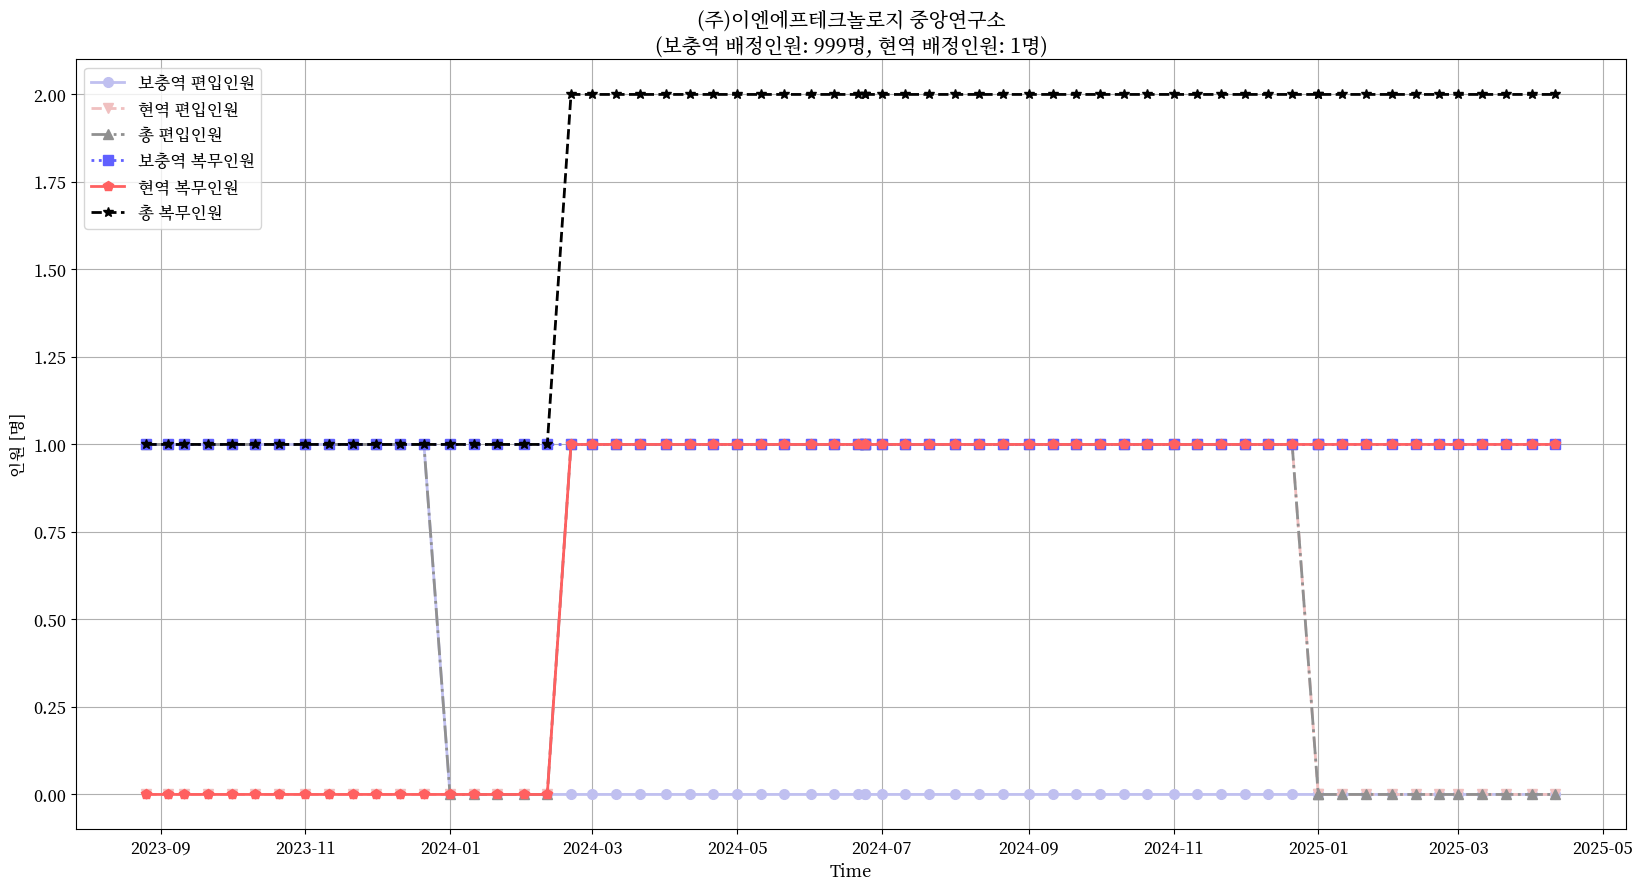 (주)이엔에프테크놀로지 중앙연구소
(보충역 배정인원: 999명, 현역 배정인원: 1명)
보충역 편입인원
현역 편입인원
총 편입인원
보충역 복무인원
현역 복무인원
총 복무인원
인원 [명]
2.00
1.75
1.50
1.25
1.00
0.75
0.50
0.25
0.00
2023-09 2023-11 2024-01 2024-03 2024-05 2024-07 2024-09 2024-11 2025-01 2025-03 2025-05
Time